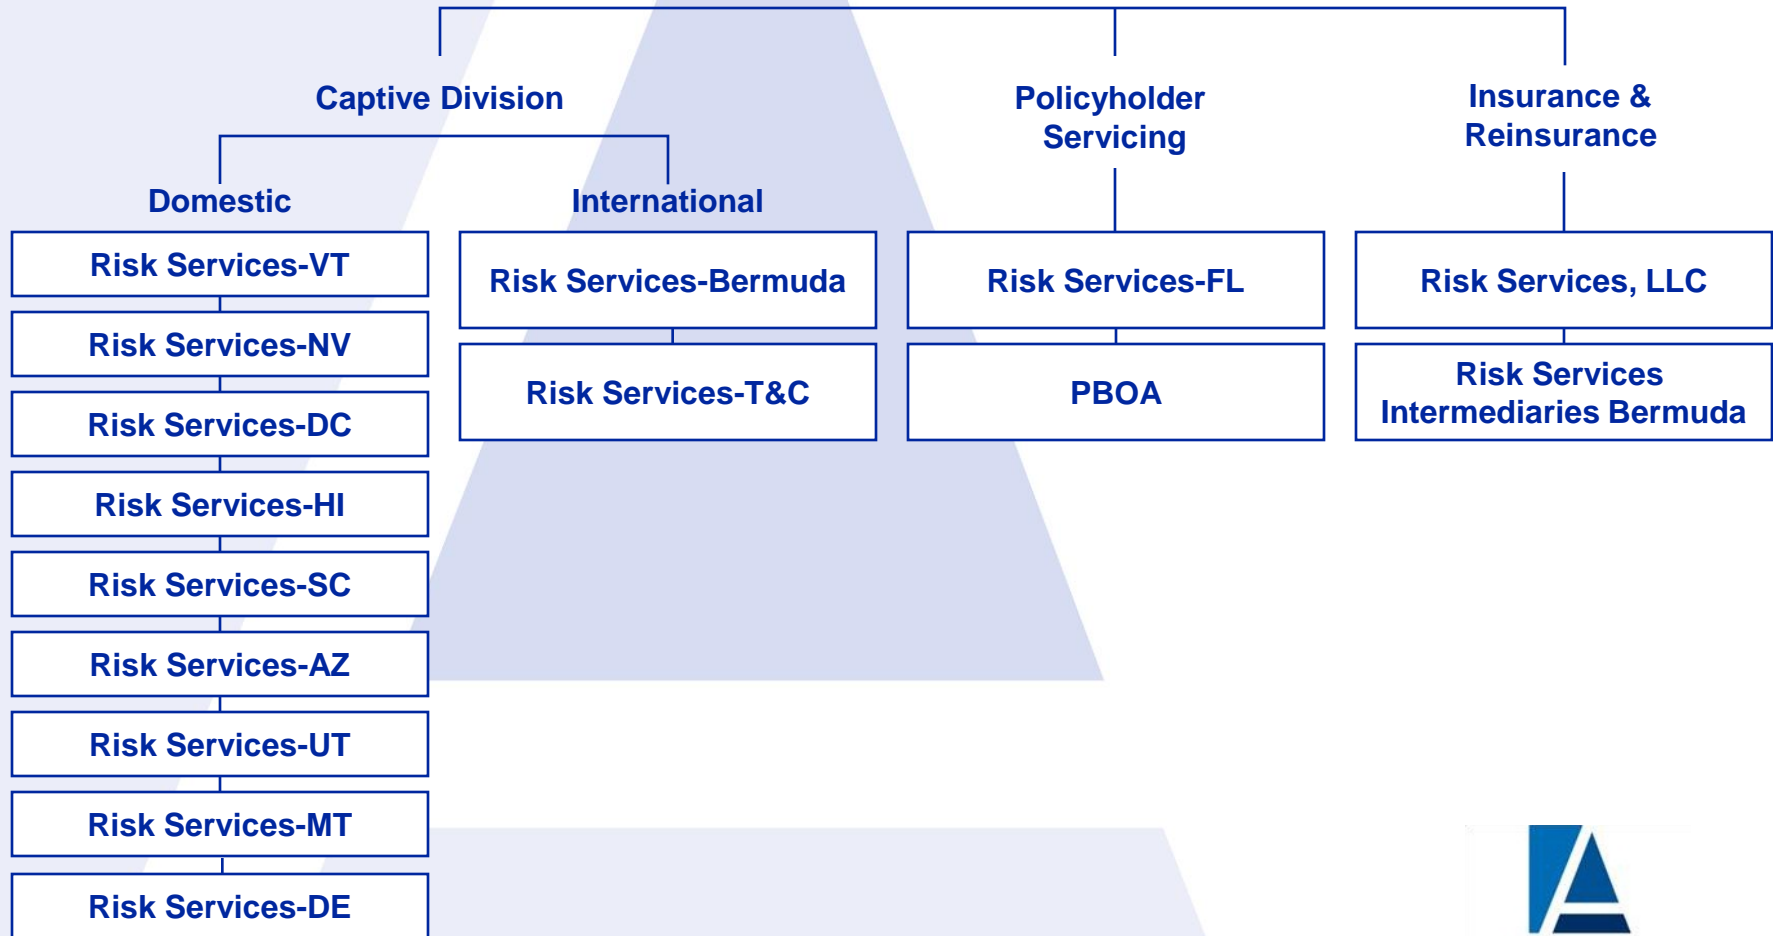 Captive Division
Policyholder
Servicing
Insurance &
Reinsurance
Domestic
International
Risk Services-VT
Risk Services-NV
Risk Services-DC
Risk Services-HI
Risk Services-SC
Risk Services-AZ
Risk Services-UT
Risk Services-MT
Risk Services-DE
Risk Services-Bermuda
Risk Services-T&C
Risk Services-FL
PBOA
Risk Services, LLC
Risk Services
Intermediaries Bermuda